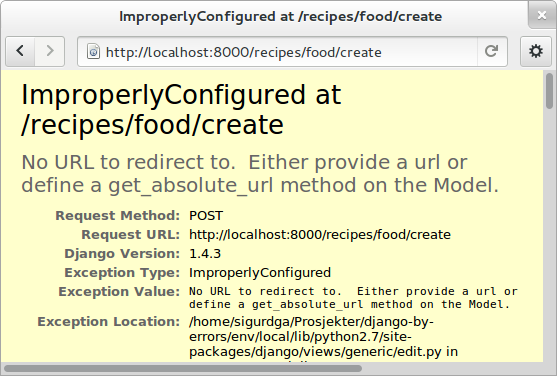 ImproperlyConfigured at /recipes/food/create
http://localhost:8000/recipes/food/create
ImproperlyConfigured at
/recipes/food/create
No URL to redirect to.  Either provide a url or
define a get_absolute_url method on the Model.
Request Method: POST
Request URL: http://localhost:8000/recipes/food/create
Django Version: 1.4.3
Exception Type: ImproperlyConfigured
Exception Value: No URL to redirect to.  Either provide a url or
define a get_absolute_url method on the Model.
Exception Location: /home/sigurdga/Prosjekter/django-by-
errors/env/local/lib/python2.7/site-
packages/django/views/generic/edit.py in